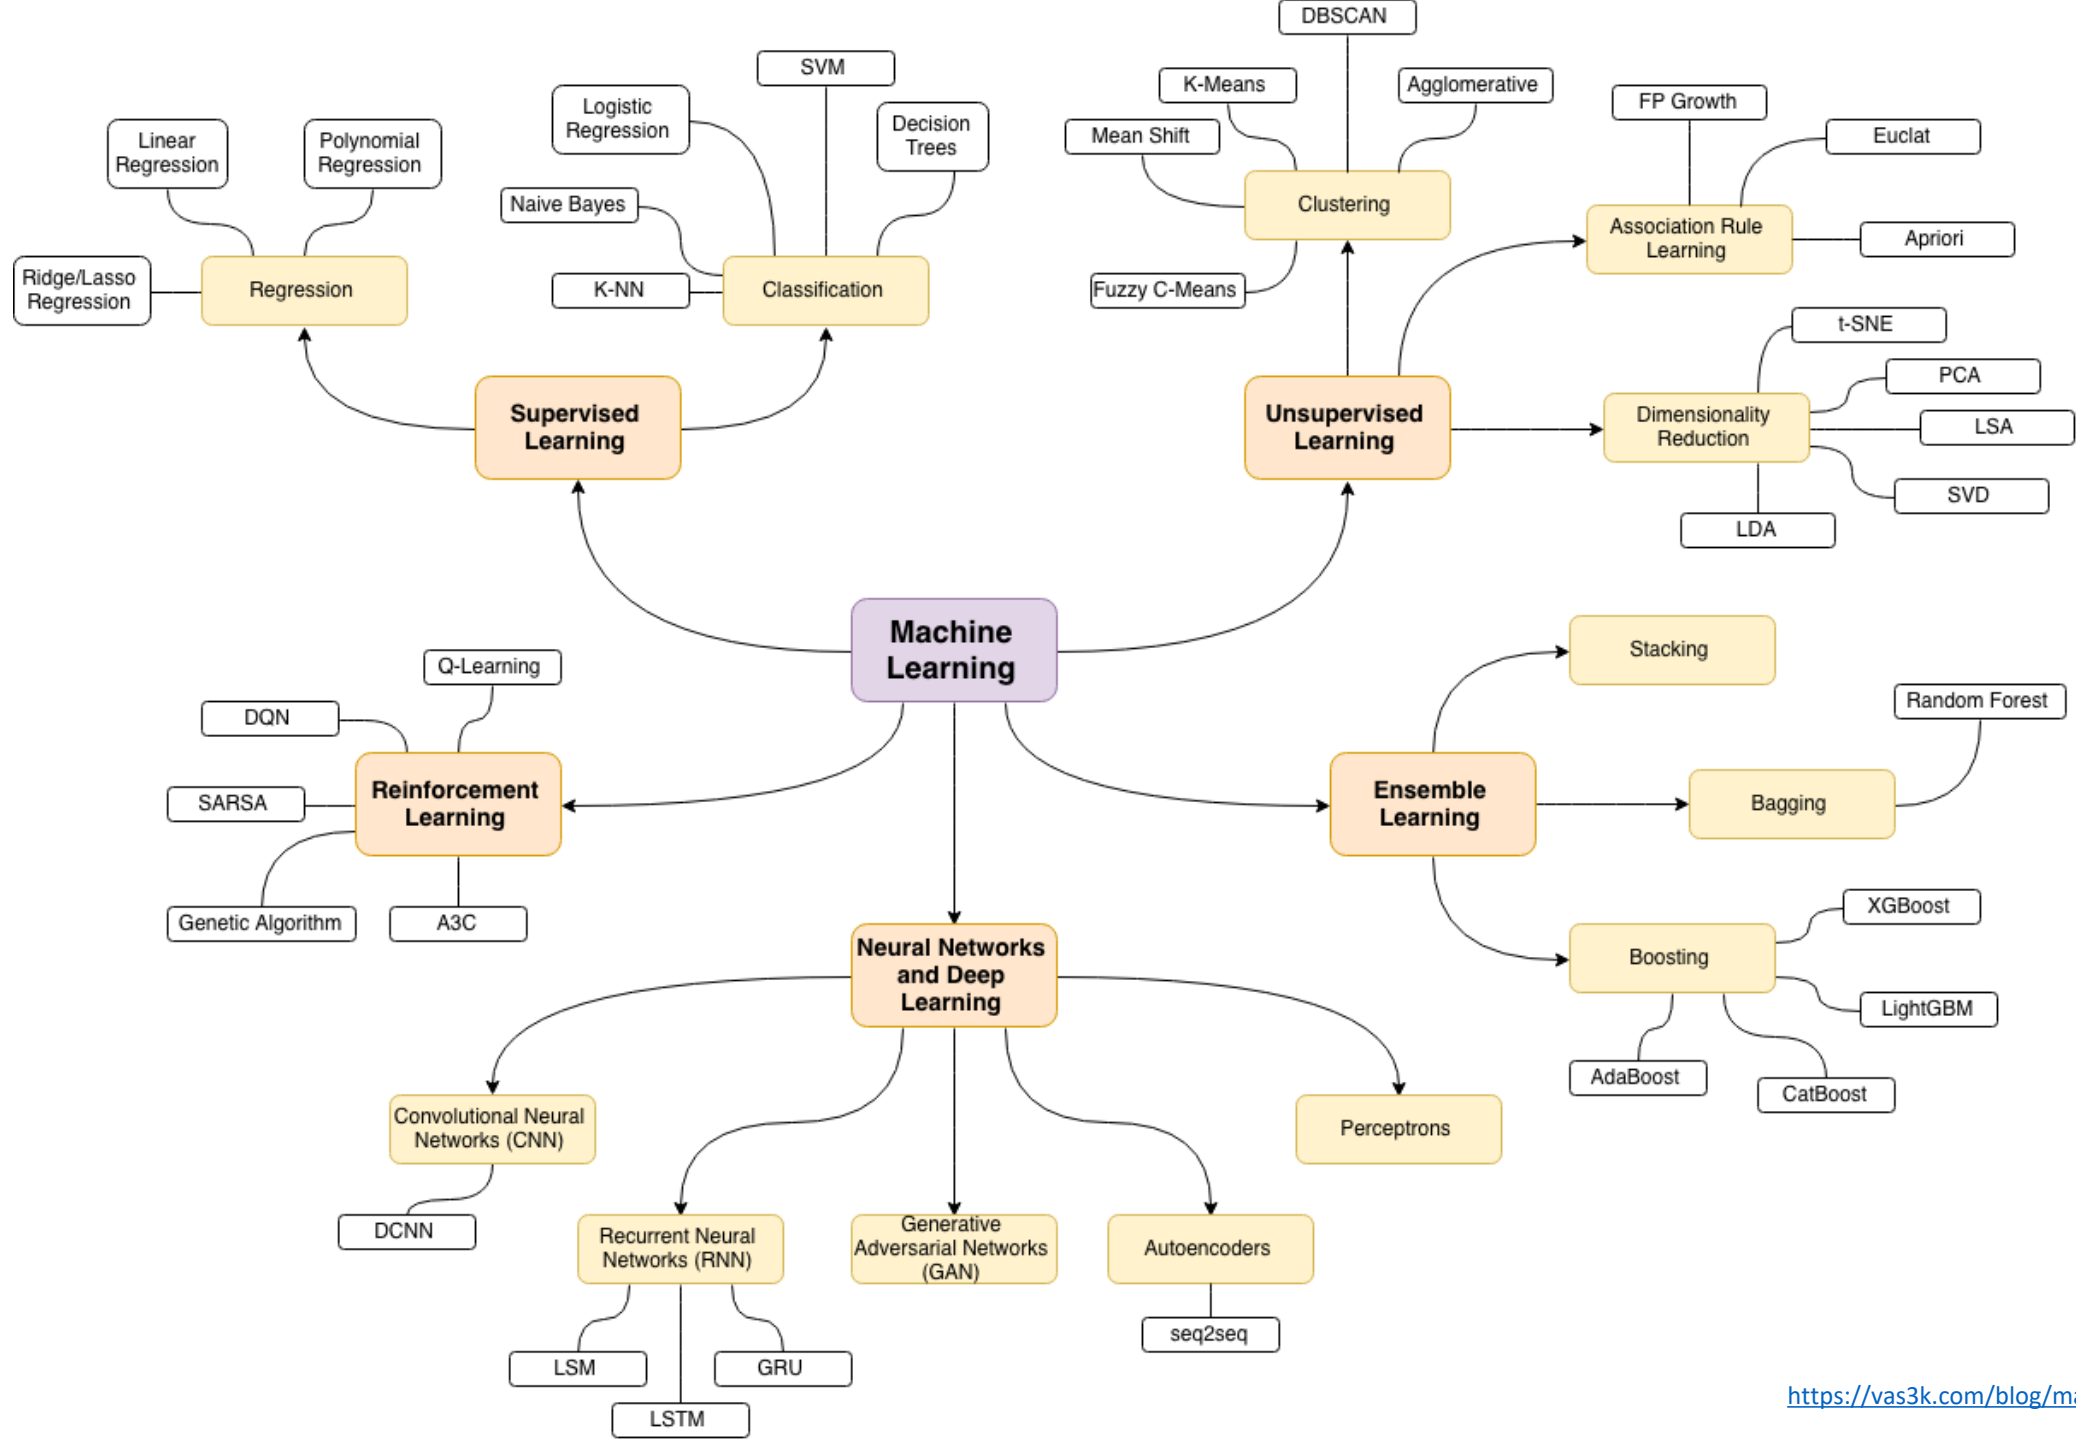 DBSCAN
SVM
K-Means
Agglomerative
FP Growth
Logistic
Regression
Decision
Trees
Mean Shift
Euclat
Linear
Regression
Polynomial
Regression
Naive Bayes
Clustering
Association Rule
Learning
Apriori
Ridge/Lasso
Regression
Regression
K-NN
Classification
Fuzzy C-Means
t-SNE
PCA
Supervised
Learning
Unsupervised
Learning
Dimensionality
Reduction
LSA
SVD
LDA
Machine
Learning
Stacking
Q-Learning
DQN
Random Forest
Reinforcement
Learning
SARSA
Ensemble
Learning
Bagging
Genetic Algorithm
A3C
XGBoost
Neural Networks
and Deep
Learning
Boosting
LightGBM
AdaBoost
CatBoost
Convolutional Neural
Networks (CNN)
Perceptrons
DCNN
Recurrent Neural
Networks (RNN)
Generative
Adversarial Networks
(GAN)
Autoencoders
seq2seq
LSM
GRU
LSTM
https://vas3k.com/blog/ma